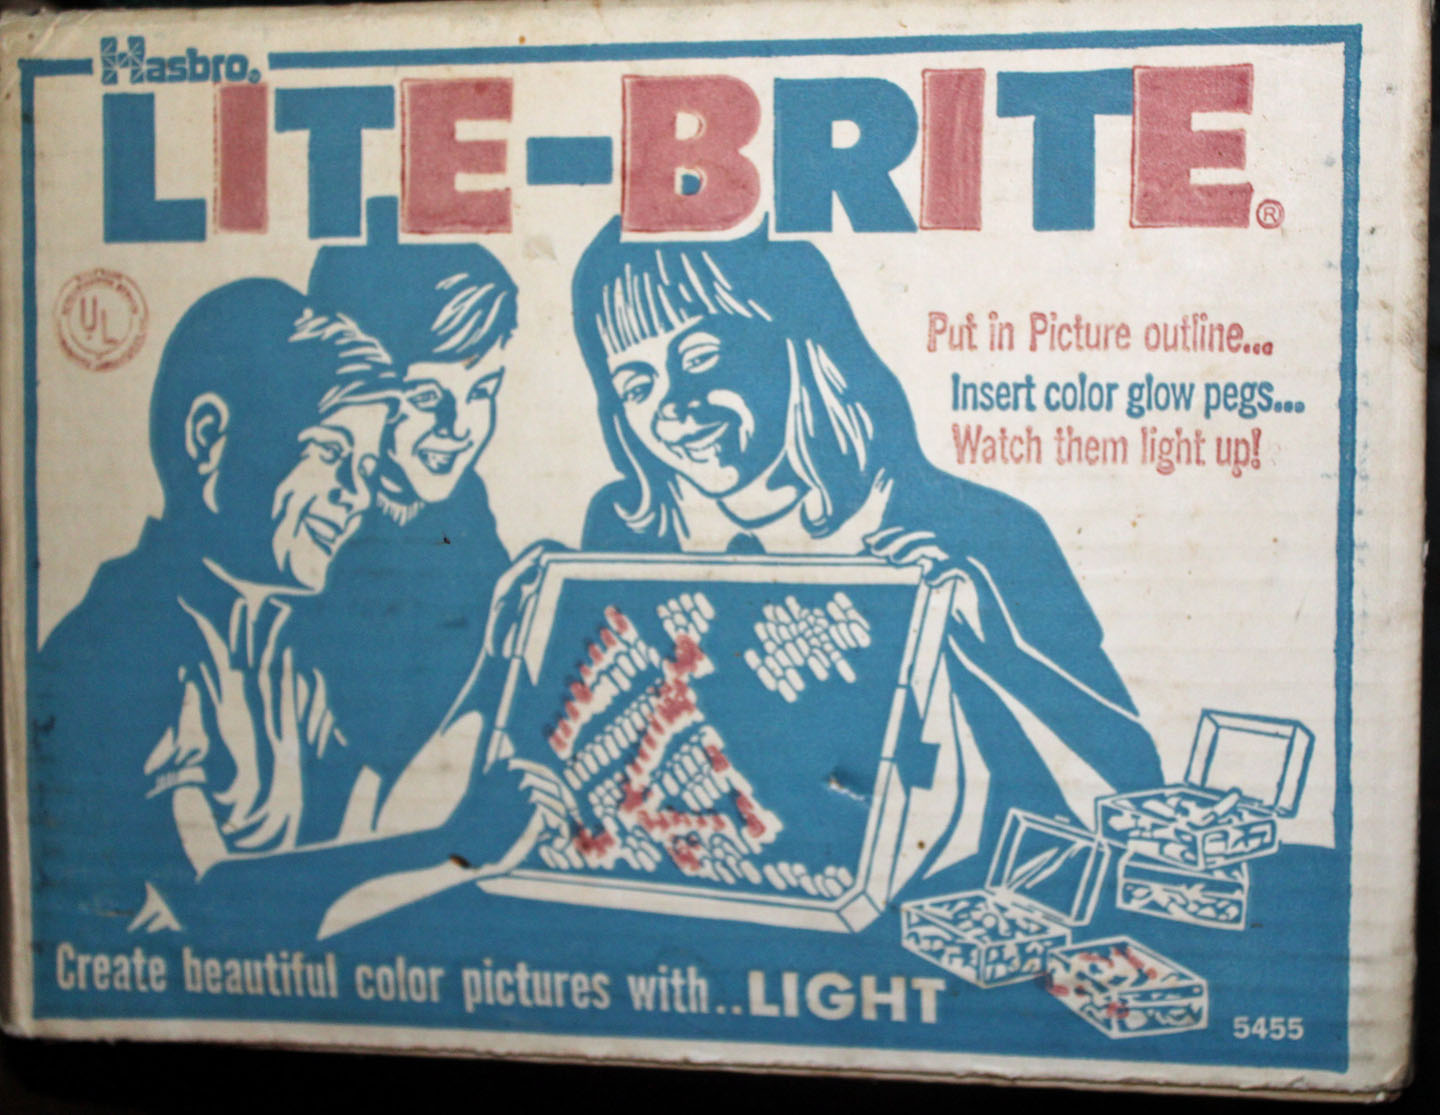 Hasbro®
LITE-BRITE®
UL
Put in Picture outline...
Insert color glow pegs...
Watch them light up!
Create beautiful color pictures with..LIGHT
5455